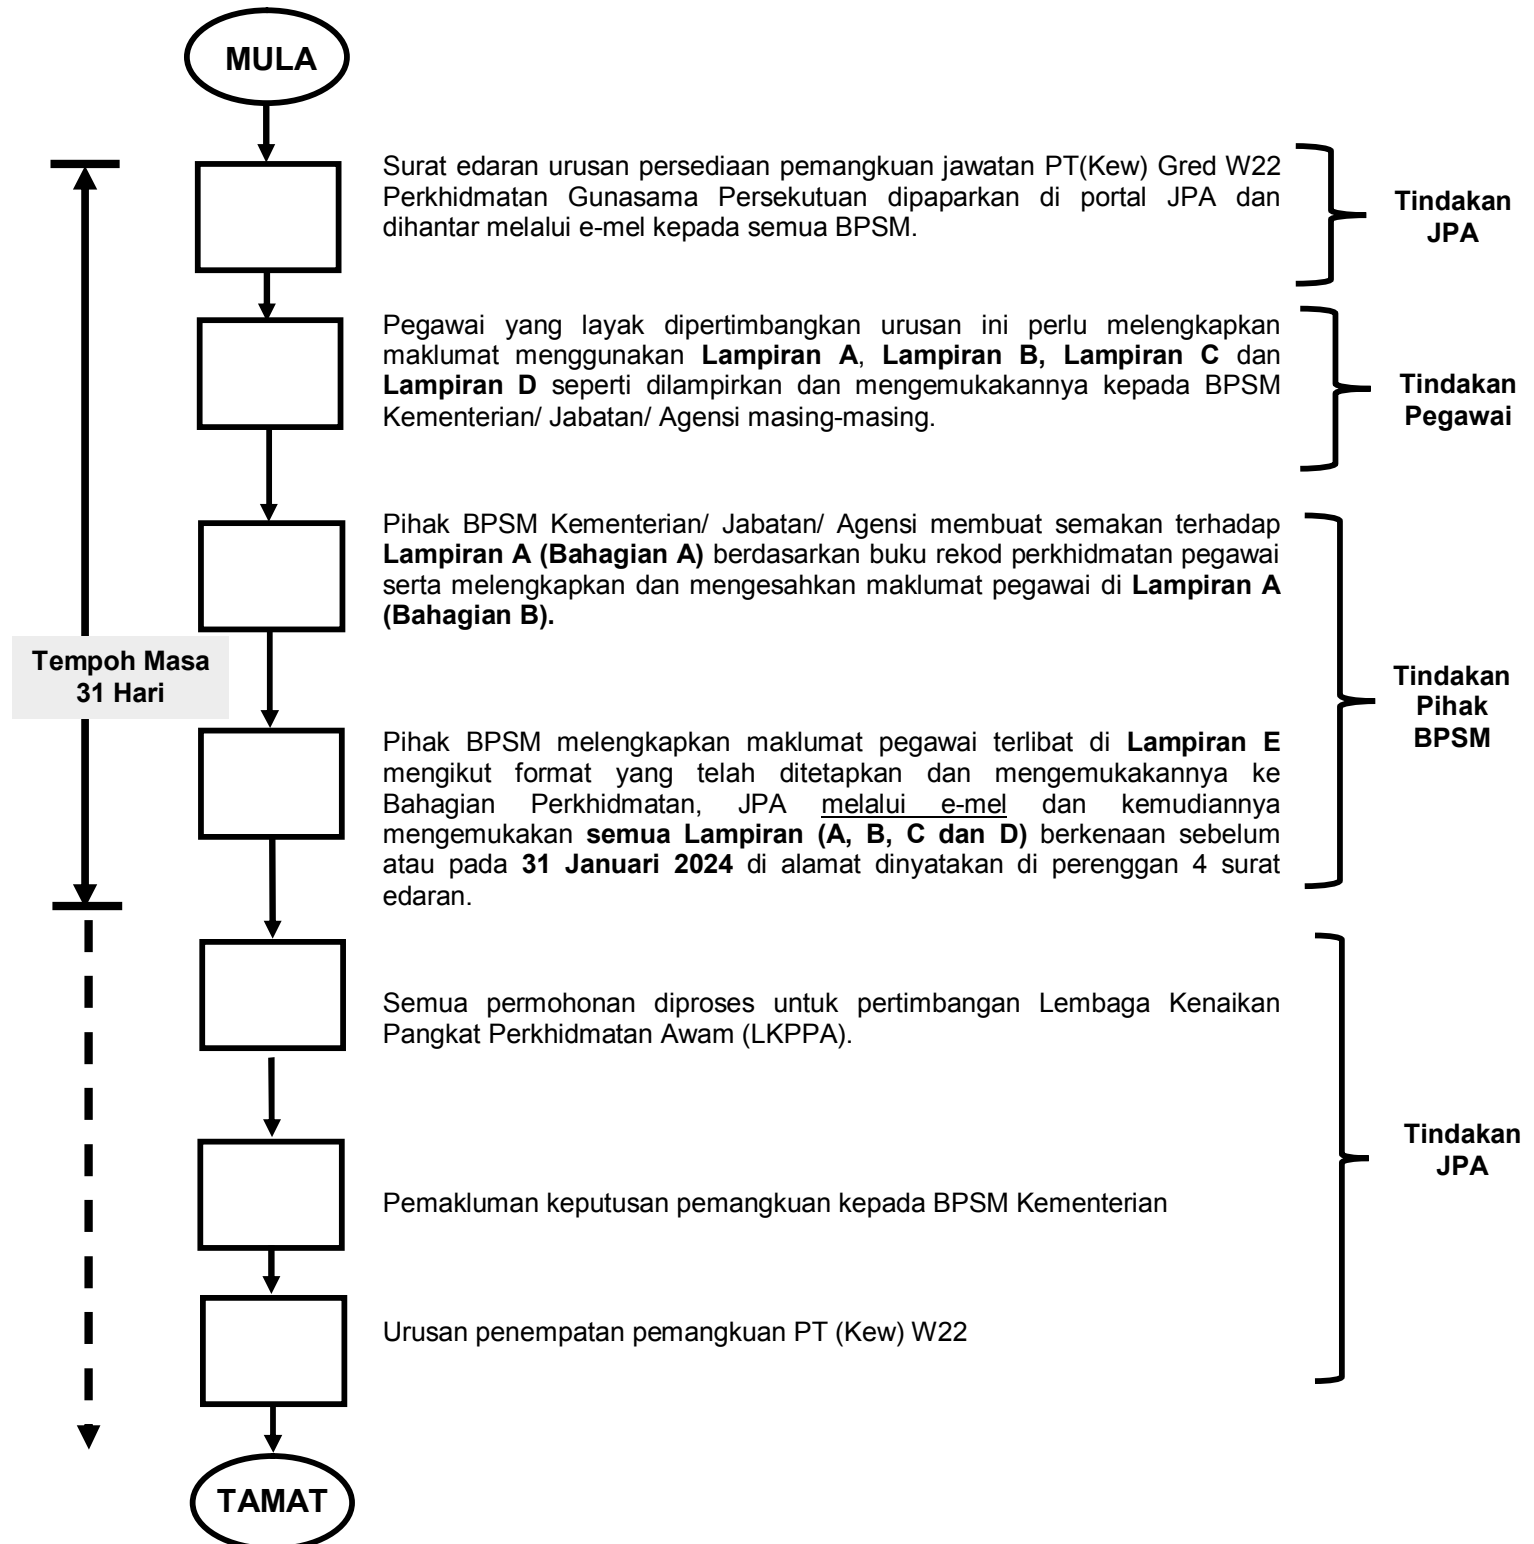 MULA
Surat edaran urusan persediaan pemangkuan jawatan PT(Kew) Gred W22
Perkhidmatan Gunasama Persekutuan dipaparkan di portal JPA dan
dihantar melalui e-mel kepada semua BPSM.
Tindakan
JPA
Pegawai yang layak dipertimbangkan urusan ini perlu melengkapkan
maklumat menggunakan Lampiran A, Lampiran B, Lampiran C dan
Lampiran D seperti dilampirkan dan mengemukakannya kepada BPSM
Kementerian/ Jabatan/ Agensi masing-masing.
Tindakan
Pegawai
Pihak BPSM Kementerian/ Jabatan/ Agensi membuat semakan terhadap
Lampiran A (Bahagian A) berdasarkan buku rekod perkhidmatan pegawai
serta melengkapkan dan mengesahkan maklumat pegawai di Lampiran A
(Bahagian B).
Tempoh Masa
31 Hari
Tindakan
Pihak
BPSM
Pihak BPSM melengkapkan maklumat pegawai terlibat di Lampiran E
mengikut format yang telah ditetapkan dan mengemukakannya ke
Bahagian Perkhidmatan, JPA melalui e-mel dan kemudiannya
mengemukakan semua Lampiran (A, B, C dan D) berkenaan sebelum
atau pada 31 Januari 2024 di alamat dinyatakan di perenggan 4 surat
edaran.
Semua permohonan diproses untuk pertimbangan Lembaga Kenaikan
Pangkat Perkhidmatan Awam (LKPPA).
Tindakan
JPA
Pemakluman keputusan pemangkuan kepada BPSM Kementerian
Urusan penempatan pemangkuan PT (Kew) W22
TAMAT